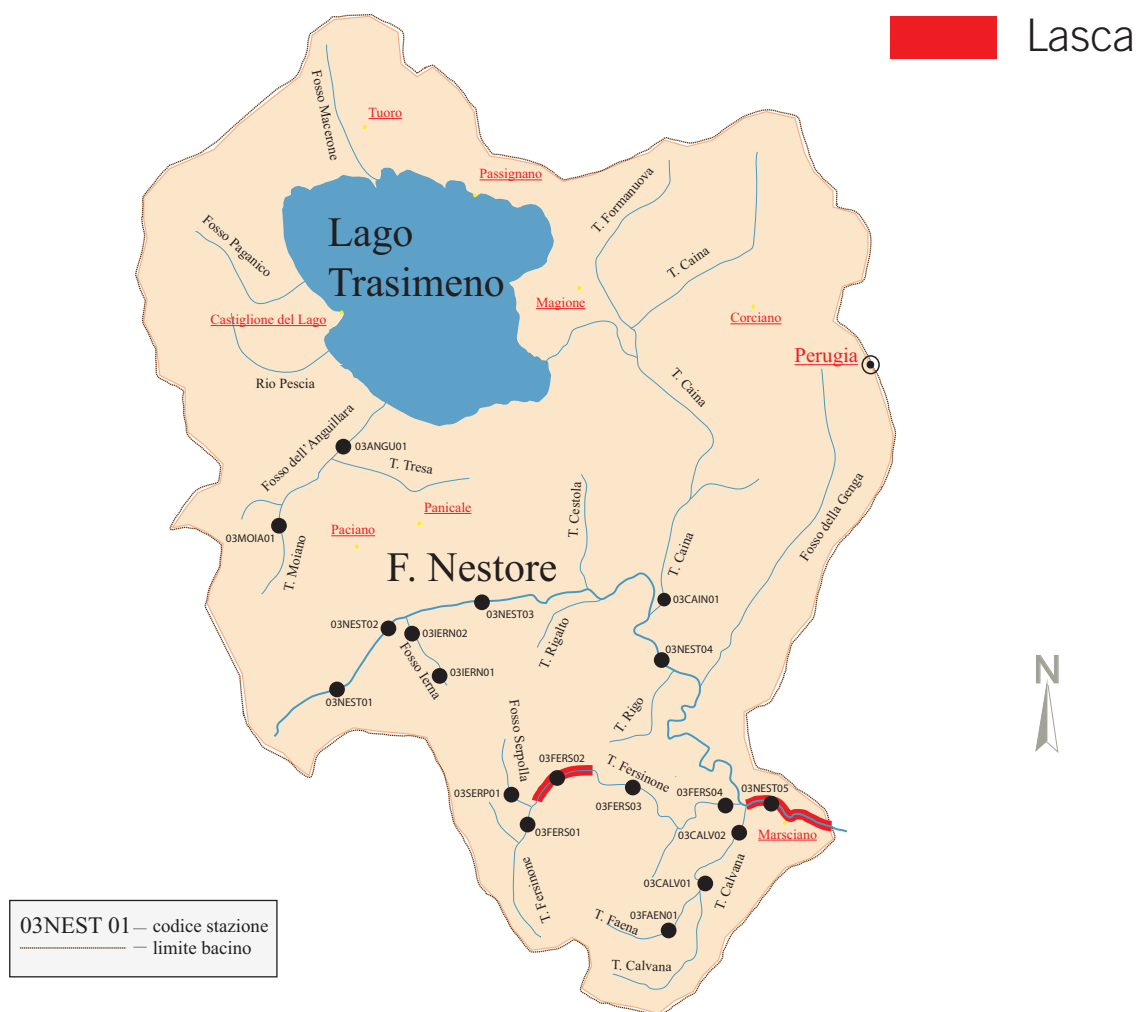 Lasca
Fosso Macerone
Tuoro
Passignano
T. Formanuova
Fosso Paganico
Lago
Trasimeno
T. Caina
Magione
Castiglione del Lago
Corciano
Perugia
Rio Pescia
T. Caina
Fosso dell'Anguillara
03ANGU01
T. Tresa
T. Cestola
Fosso della Genga
Panicale
Paciano
03MOIA01
T. Moiano
F. Nestore
T. Caina
03CAIN01
03NEST03
03NEST02
03IERN02
T. Rigalto
03NEST04
Fosso Ierna
03IERN01
03NEST01
N
T. Rigo
Fosso Serpolla
03FERS02
T. Fersinone
03SERP01
03FERS03
03FERS04
03NEST05
03FERS01
03CALV02
Marsciano
T. Fersinone
03CALV01
T. Calvana
03FAEN01
T. Faena
T. Calvana
03NEST 01 – codice stazione
– limite bacino